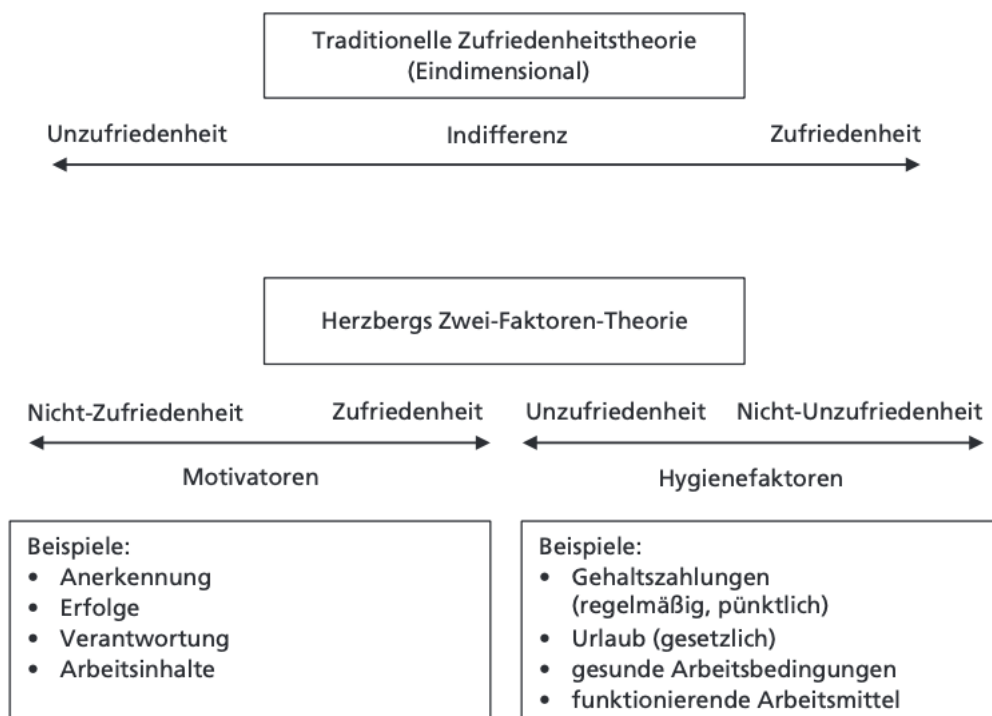 Traditionelle Zufriedenheitstheorie
(Eindimensional)
Unzufriedenheit Indifferenz Zufriedenheit
Herzbergs Zwei-Faktoren-Theorie
Nicht-Zufriedenheit Zufriedenheit Unzufriedenheit Nicht-Unzufriedenheit
Motivatoren Hygienefaktoren
Beispiele:
• Anerkennung
• Erfolge
• Verantwortung
• Arbeitsinhalte
Beispiele:
• Gehaltszahlungen
(regelmäßig, pünktlich)
• Urlaub (gesetzlich)
• gesunde Arbeitsbedingungen
• funktionierende Arbeitsmittel